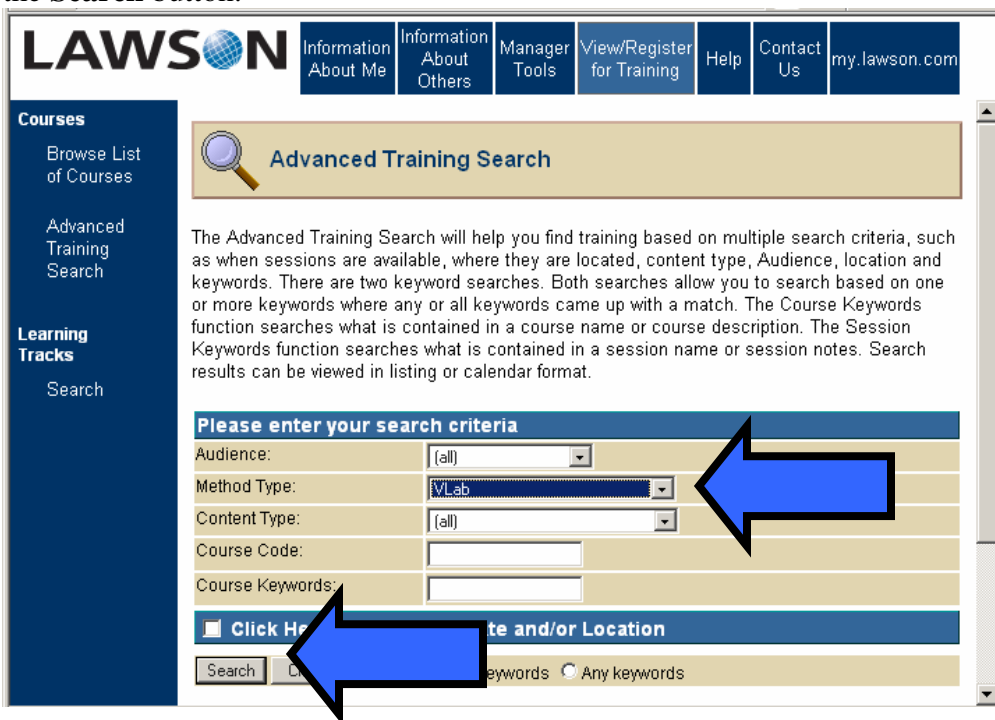 the Search button.
LAWSON
Information About Me
Information About Others
Manager Tools
View/Register for Training
Help
Contact Us
my.lawson.com
Courses
Browse List
of Courses
Advanced
Training
Search
Learning
Tracks
Search
Advanced Training Search
The Advanced Training Search will help you find training based on multiple search criteria, such
as when sessions are available, where they are located, content type, Audience, location and
keywords. There are two keyword searches. Both searches allow you to search based on one
or more keywords where any or all keywords came up with a match. The Course Keywords
function searches what is contained in a course name or course description. The Session
Keywords function searches what is contained in a session name or session notes. Search
results can be viewed in listing or calendar format.
Please enter your search criteria
Audience: (all)
Method Type: VLab
Content Type: (all)
Course Code:
Course Keywords:
Click and/or Location
Search Any keywords